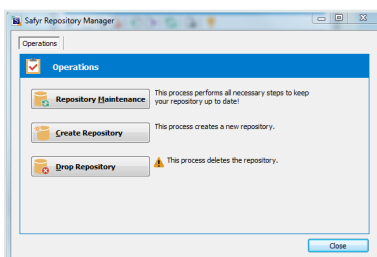 Safyr Repository Manager
Operations
Operations
Repository Maintenance
This process performs all necessary steps to keep
your repository up to date!
Create Repository
This process creates a new repository.
Drop Repository
This process deletes the repository.
Close